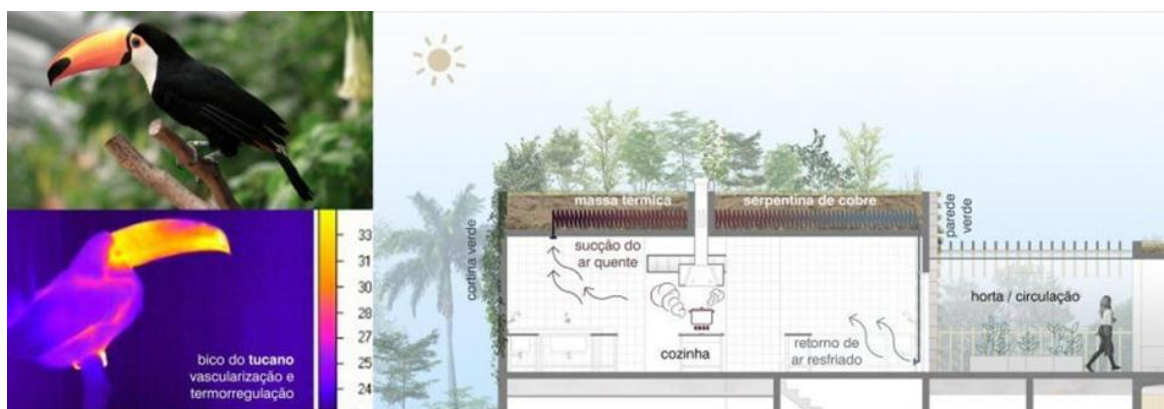 33
31
30
28
27
25
24
bico do tucano
vascularização e
termorregulação
cortina verde
massa térmica
serpentina de cobre
sucção do
ar quente
cozinha
retorno de
ar resfriado
parede
verde
horta / circulação